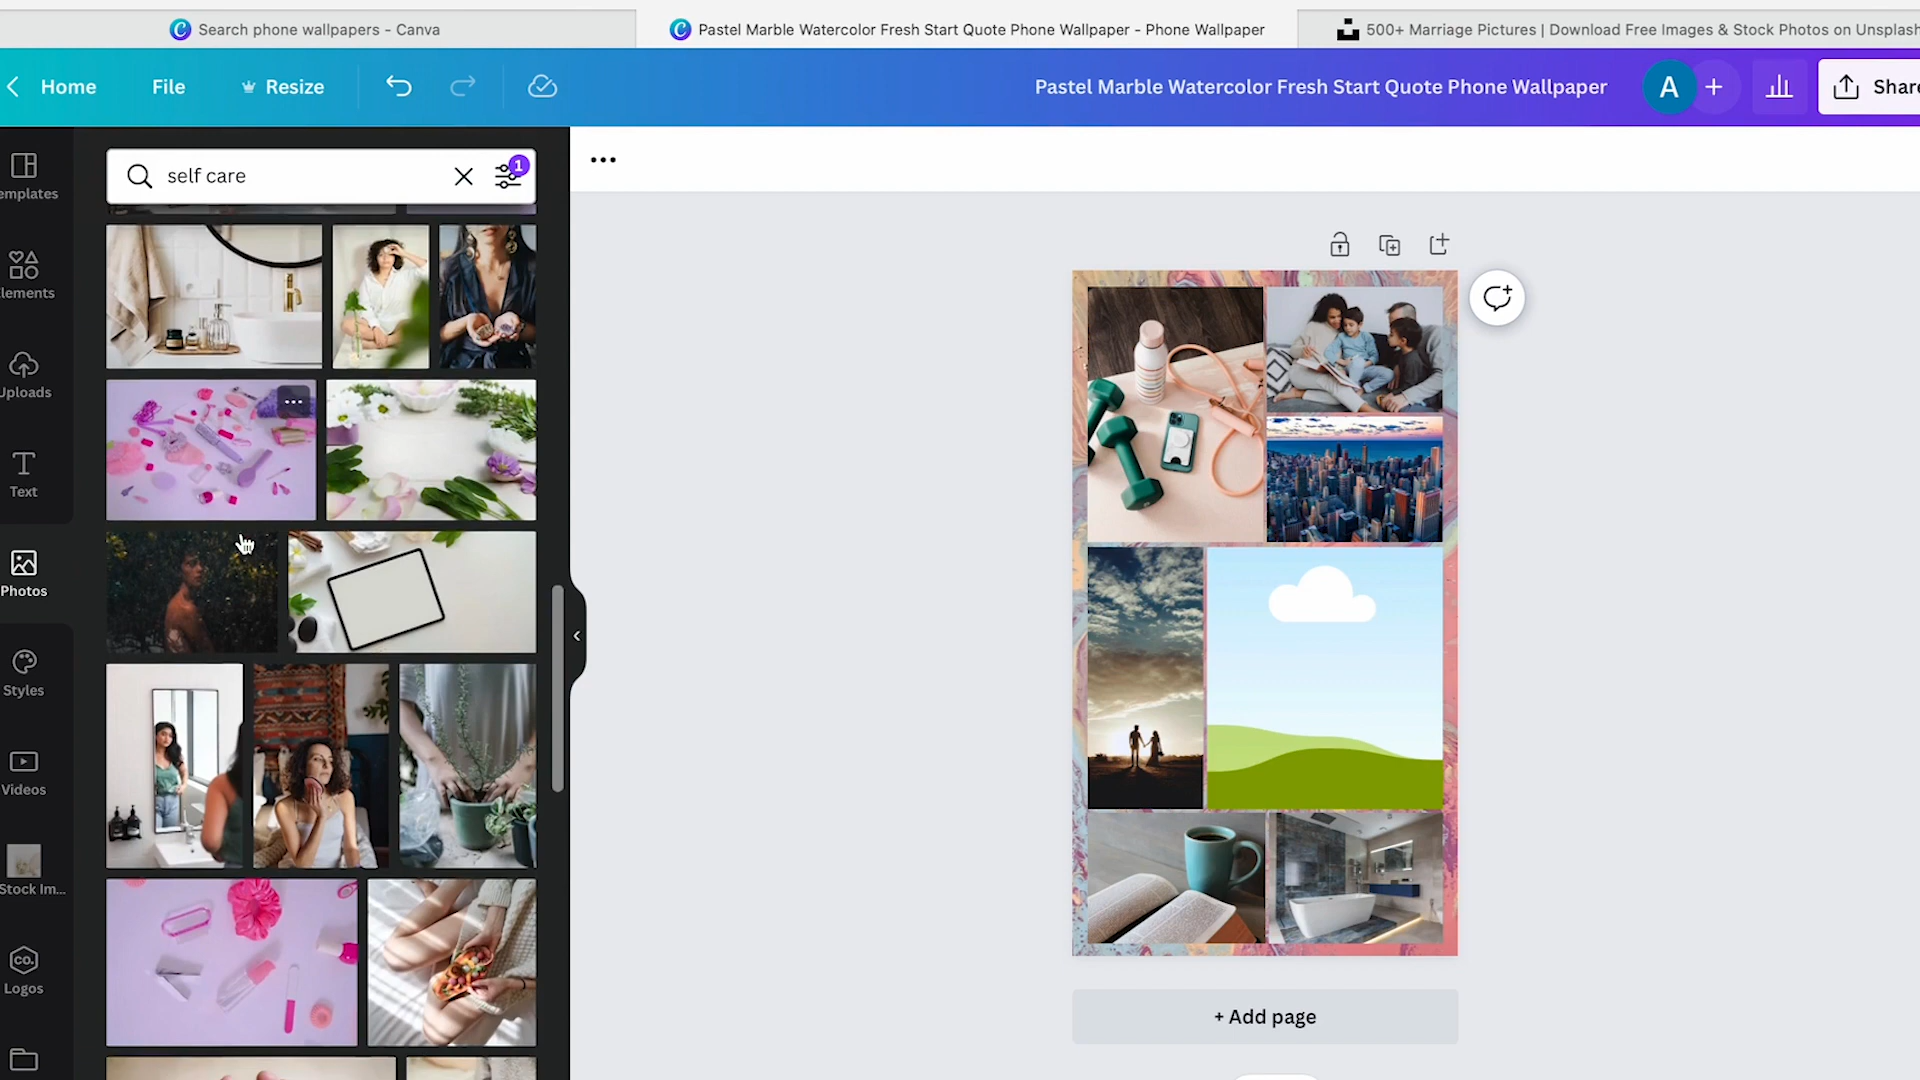 Search phone wallpapers - Canva
Pastel Marble Watercolor Fresh Start Quote Phone Wallpaper - Phone Wallpaper
500+ Marriage Pictures | Download Free Images & Stock Photos on Unsplash
Home
File
Resize
Pastel Marble Watercolor Fresh Start Quote Phone Wallpaper
A
Share
self care
1
emplates
lements
Uploads
Text
Photos
Styles
Videos
Stock Im...
CO.
Logos
+ Add page